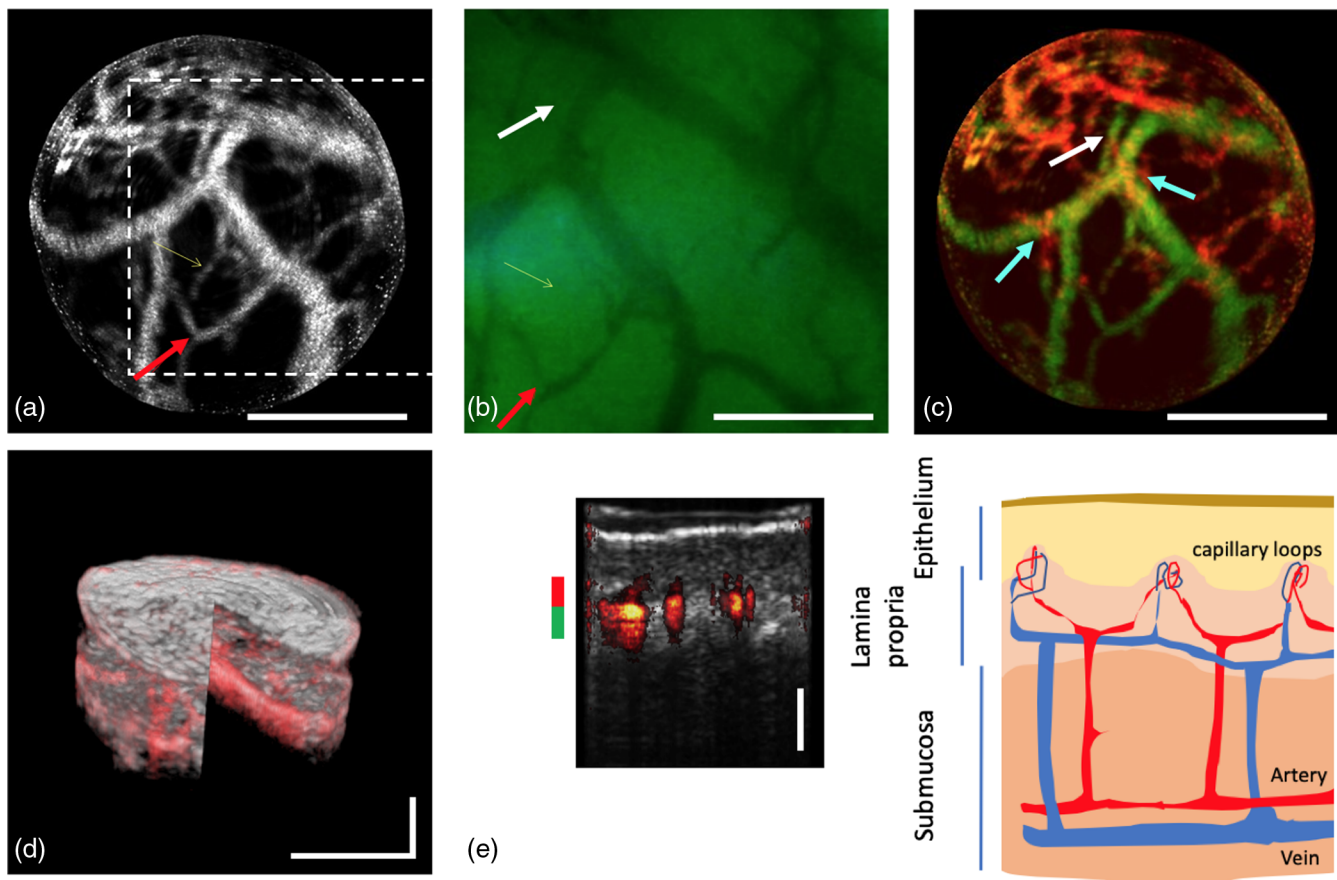 (a)
(b)
(c)
(d)
(e)
Epithelium
Lamina
propria
Submucosa
capillary loops
Artery
Vein